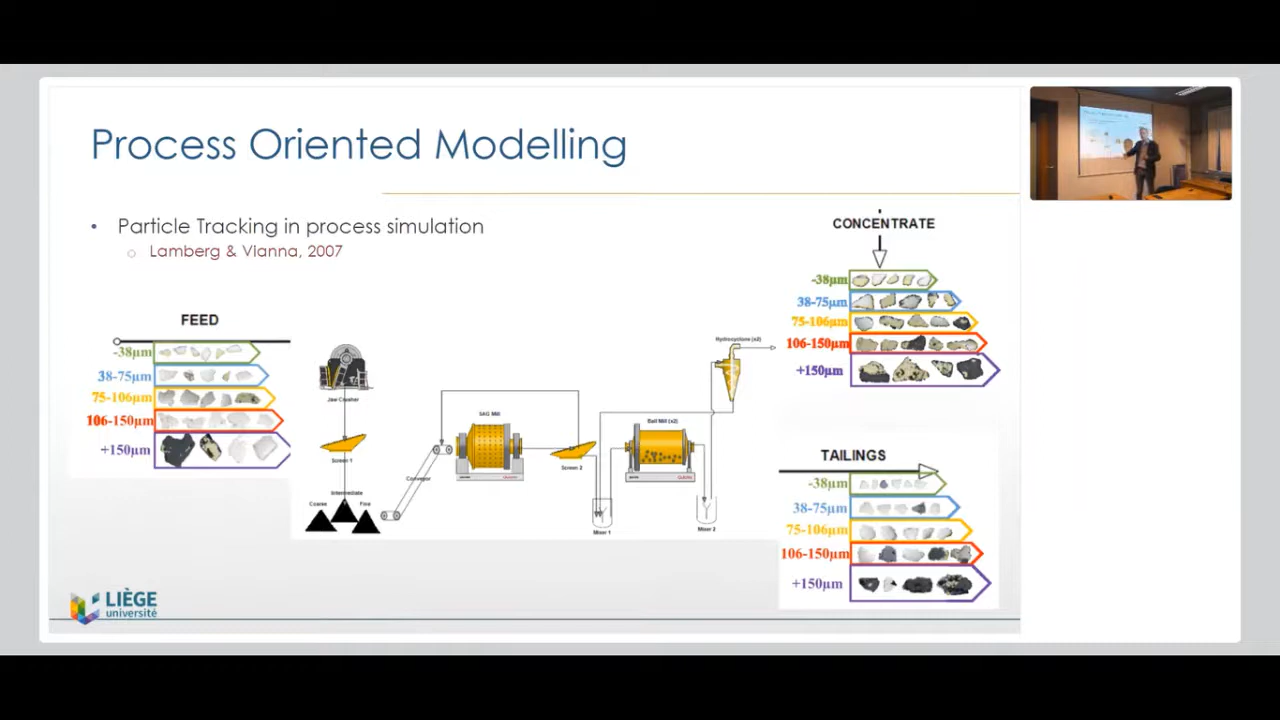 Process Oriented Modelling
• Particle Tracking in process simulation
○ Lamberg & Vianna, 2007
FEED
-38µm
38-75µm
75-106µm
106-150µm
+150µm
Jaw Crusher
Screen 1
Intermediate
Coarse
Fine
Conveyor
SAG Mill
Screen 2
Mixer 1
Ball Mill (x2)
Mixer 2
Hydrocyclone (x2)
CONCENTRATE
-38µm
38-75µm
75-106µm
106-150µm
+150µm
TAILINGS
-38µm
38-75µm
75-106µm
106-150µm
+150µm
LIÈGE
université